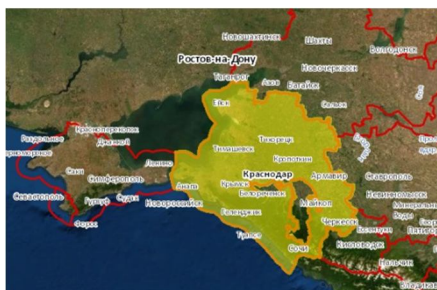 Новошахтинск
Шахты
Волгодонск
Ростов-на-Дону
Новочеркасск
Таганрог
Азов
Батайск
Ейск
Сальск
Раздольное
Красноперекопск
Джанкой
Тимашевск
Тихорецк
Кропоткин
Ленино
Саки
Симферополь
Краснодар
Армавир
Ставрополь
Анапа
Крымск
Белореченск
Невинномысск
Севастополь
Гурзуф
Судак
Новороссийск
Майкоп
Форос
Геленджик
Черкесск
Туапсе
Кисловодск
Сочи
Нальчик